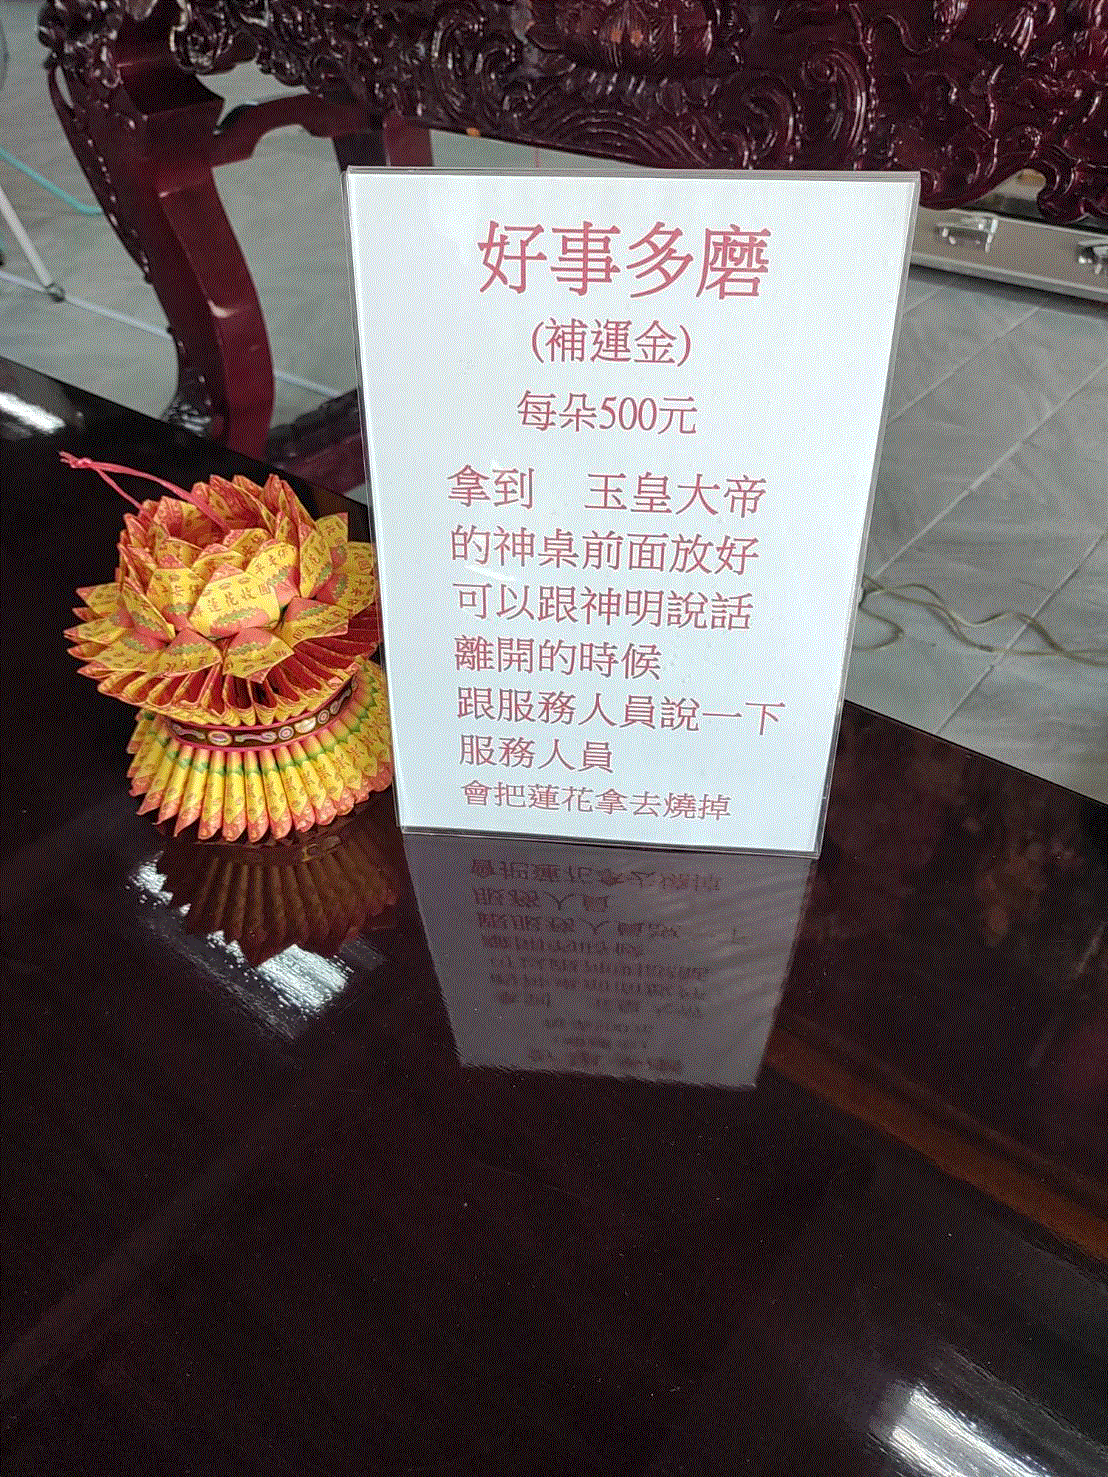 好事多磨
(補運金)
每朵500元
拿到　玉皇大帝
的神桌前面放好
可以跟神明說話
離開的時候
跟服務人員說一下
服務人員
會把蓮花拿去燒掉